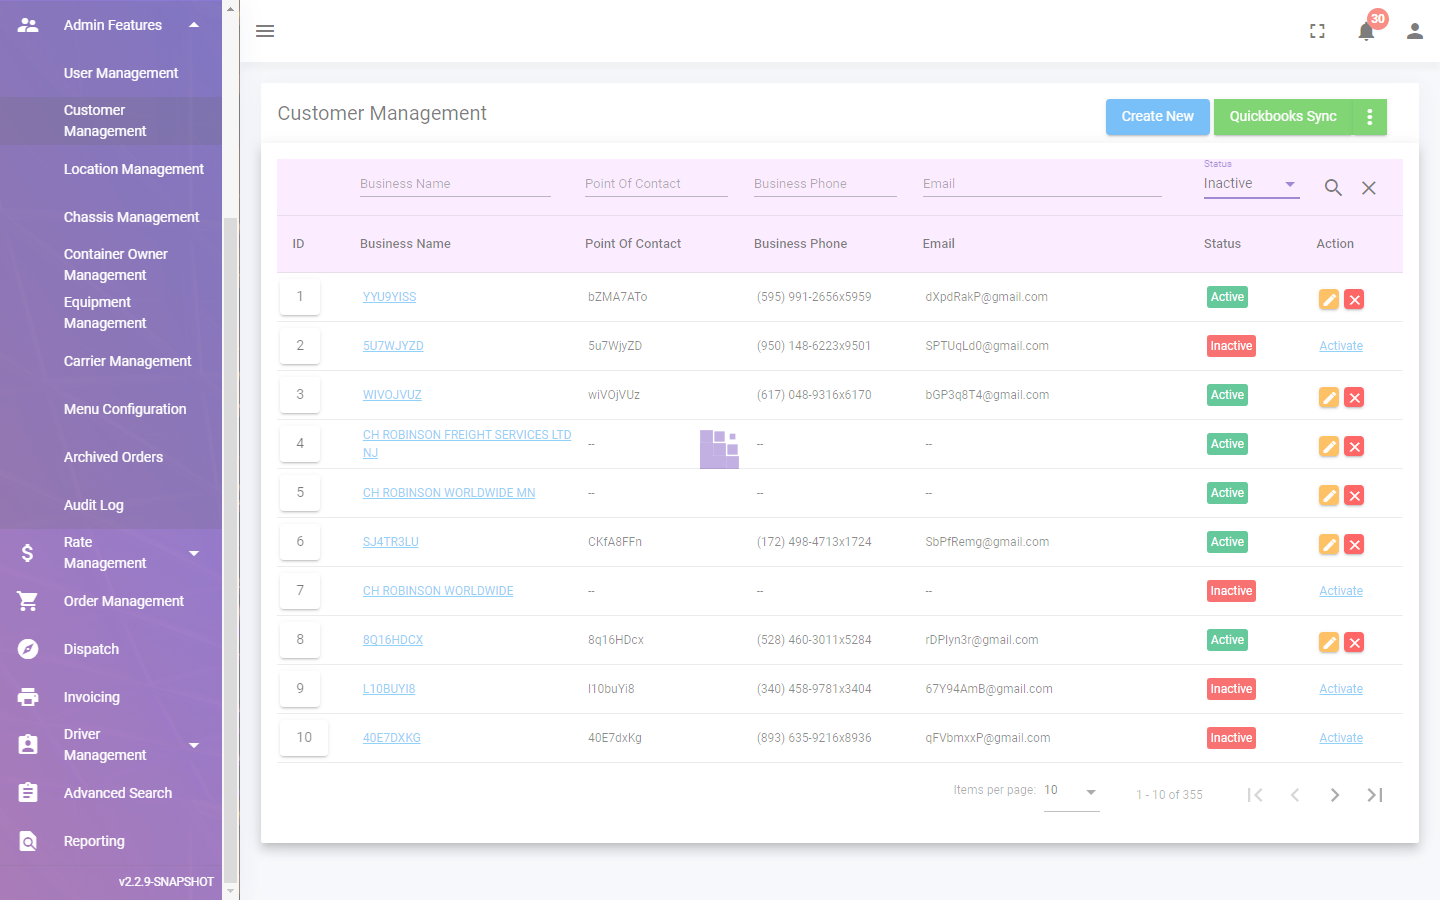 Admin Features
User Management
Customer
Management
Location Management
Chassis Management
Container Owner
Management
Equipment
Management
Carrier Management
Menu Configuration
Archived Orders
Audit Log
Rate
Management
Order Management
Dispatch
Invoicing
Driver
Management
Advanced Search
Reporting
v2.2.9-SNAPSHOT
30
Customer Management
Create New
Quickbooks Sync
Status
Business Name Point Of Contact Business Phone Email Inactive
ID Business Name Point Of Contact Business Phone Email Status Action
1 YYU9YISS bZMA7ATo (595) 991-2656x5959 dXpdRakP@gmail.com Active
2 5U7WJYZD 5u7WjyZD (950) 148-6223x9501 SPTUqLd0@gmail.com Inactive Activate
3 WIVOJVUZ wiVOjVUz (617) 048-9316x6170 bGP3q8T4@gmail.com Active
4 CH ROBINSON FREIGHT SERVICES LTD -- -- -- Active
NJ
5 CH ROBINSON WORLDWIDE MN -- -- -- Active
6 SJ4TR3LU CKfA8FFn (172) 498-4713x1724 SbPfRemg@gmail.com Active
7 CH ROBINSON WORLDWIDE -- -- -- Inactive Activate
8 8Q16HDCX 8q16HDcx (528) 460-3011x5284 rDPIyn3r@gmail.com Active
9 L10BUYI8 l10buYi8 (340) 458-9781x3404 67Y94AmB@gmail.com Inactive Activate
10 40E7DXKG 40E7dxKg (893) 635-9216x8936 qFVbmxxP@gmail.com Inactive Activate
Items per page: 10 1 - 10 of 355